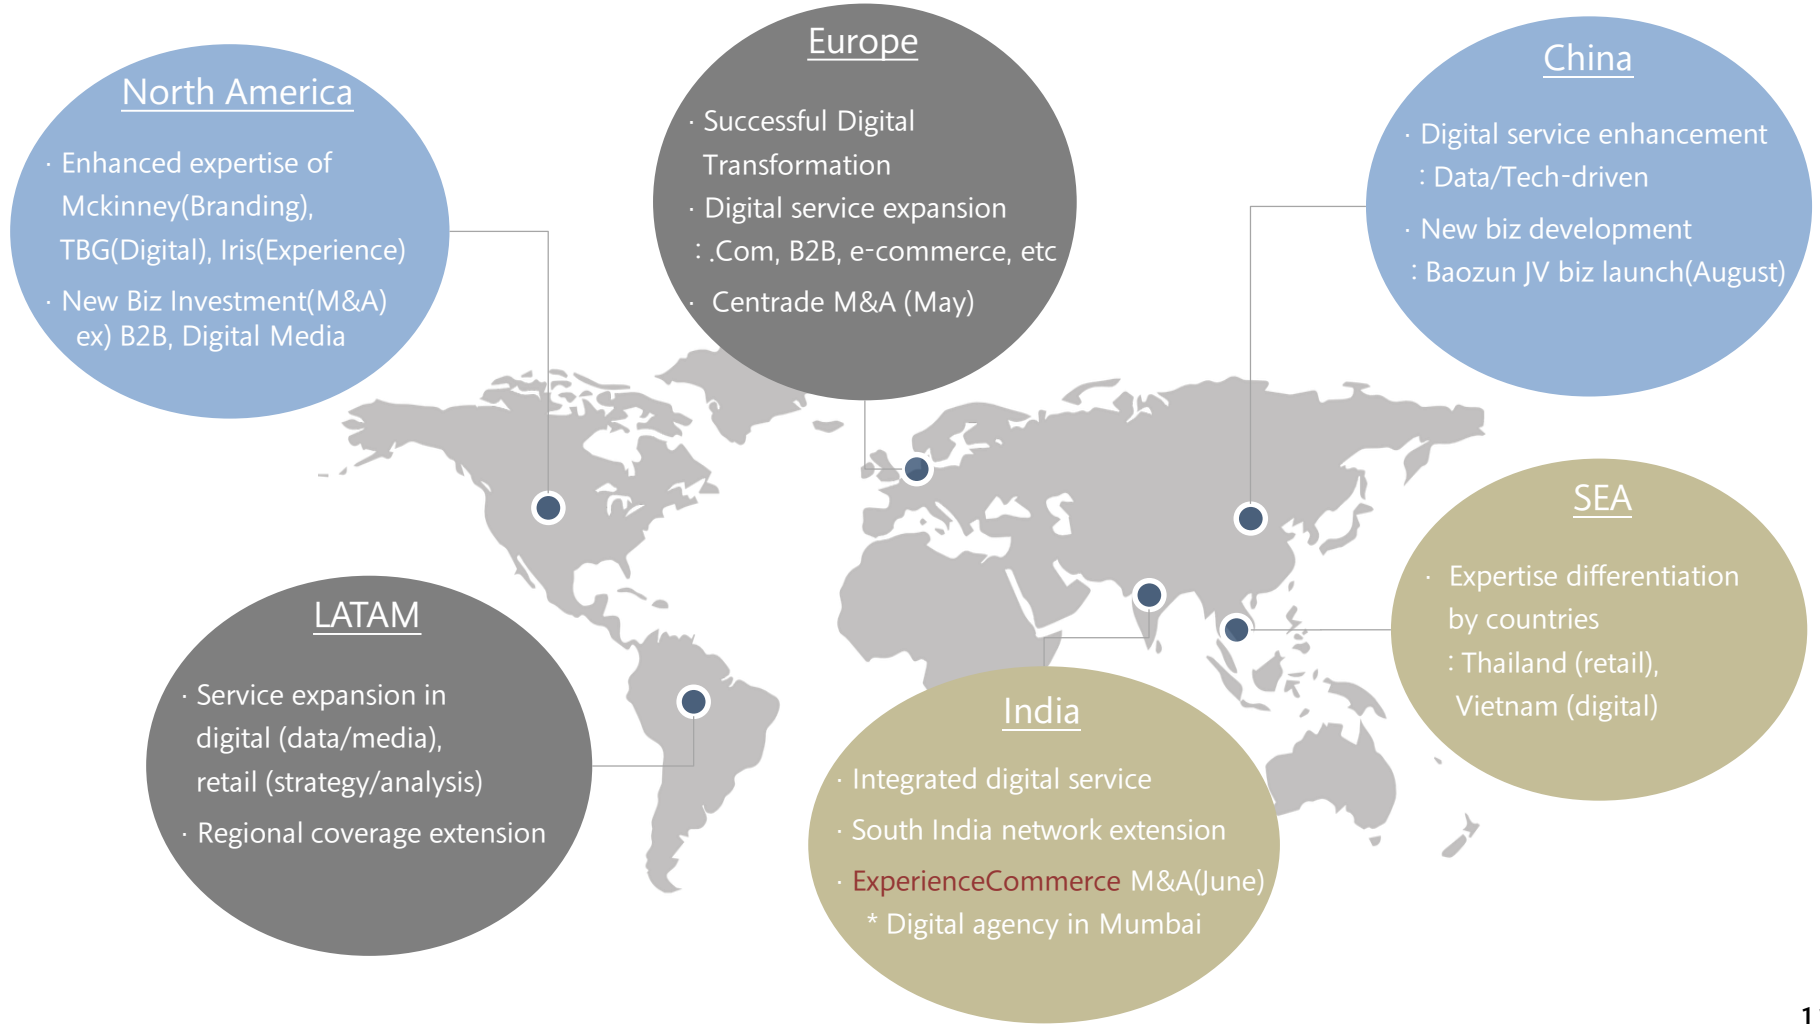 North America
· Enhanced expertise of
Mckinney(Branding),
TBG(Digital), Iris(Experience)
· New Biz Investment(M&A)
ex) B2B, Digital Media
Europe
· Successful Digital
Transformation
· Digital service expansion
: .Com, B2B, e-commerce, etc
· Centrade M&A (May)
China
· Digital service enhancement
: Data/Tech-driven
· New biz development
: Baozun JV biz launch(August)
LATAM
· Service expansion in
digital (data/media),
retail (strategy/analysis)
· Regional coverage extension
India
· Integrated digital service
· South India network extension
· ExperienceCommerce M&A(June)
* Digital agency in Mumbai
SEA
· Expertise differentiation
by countries
: Thailand (retail),
Vietnam (digital)